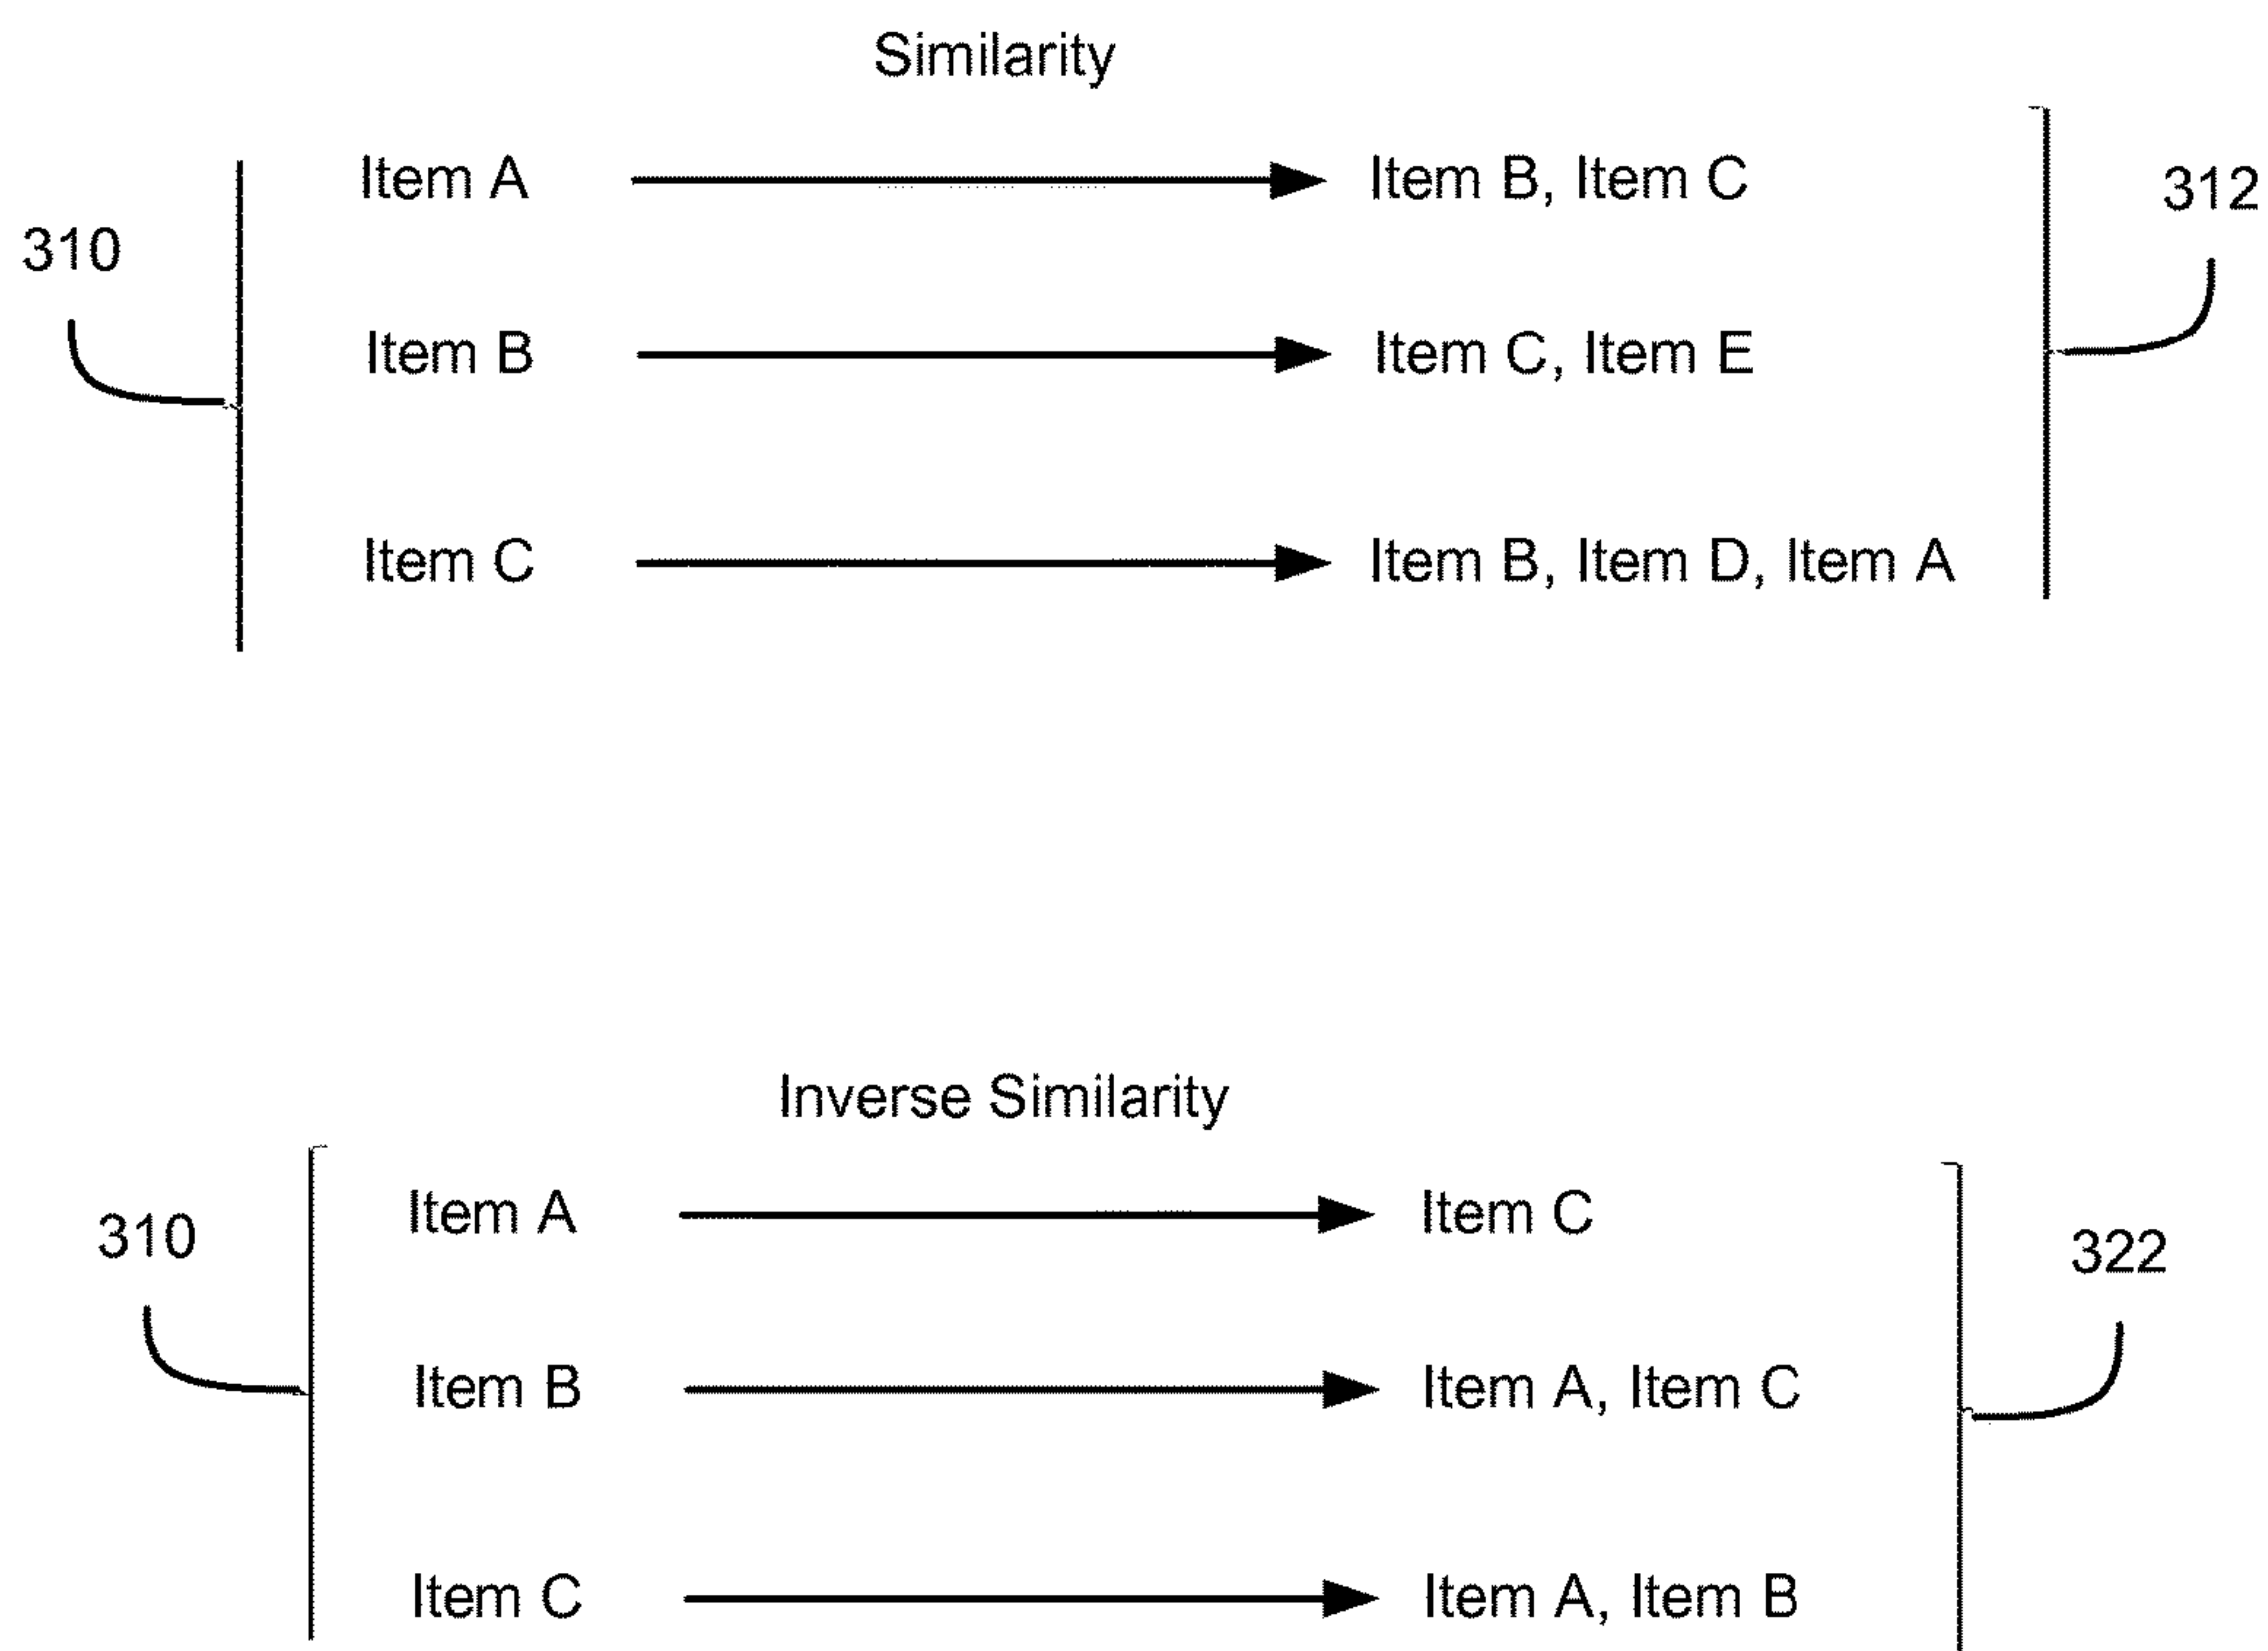 Similarity
Item A Item B, Item C
310 312
Item B Item C, Item E
Item C Item B, Item D, Item A
Inverse Similarity
Item A Item C
310 322
Item B Item A, Item C
Item C Item A, Item B